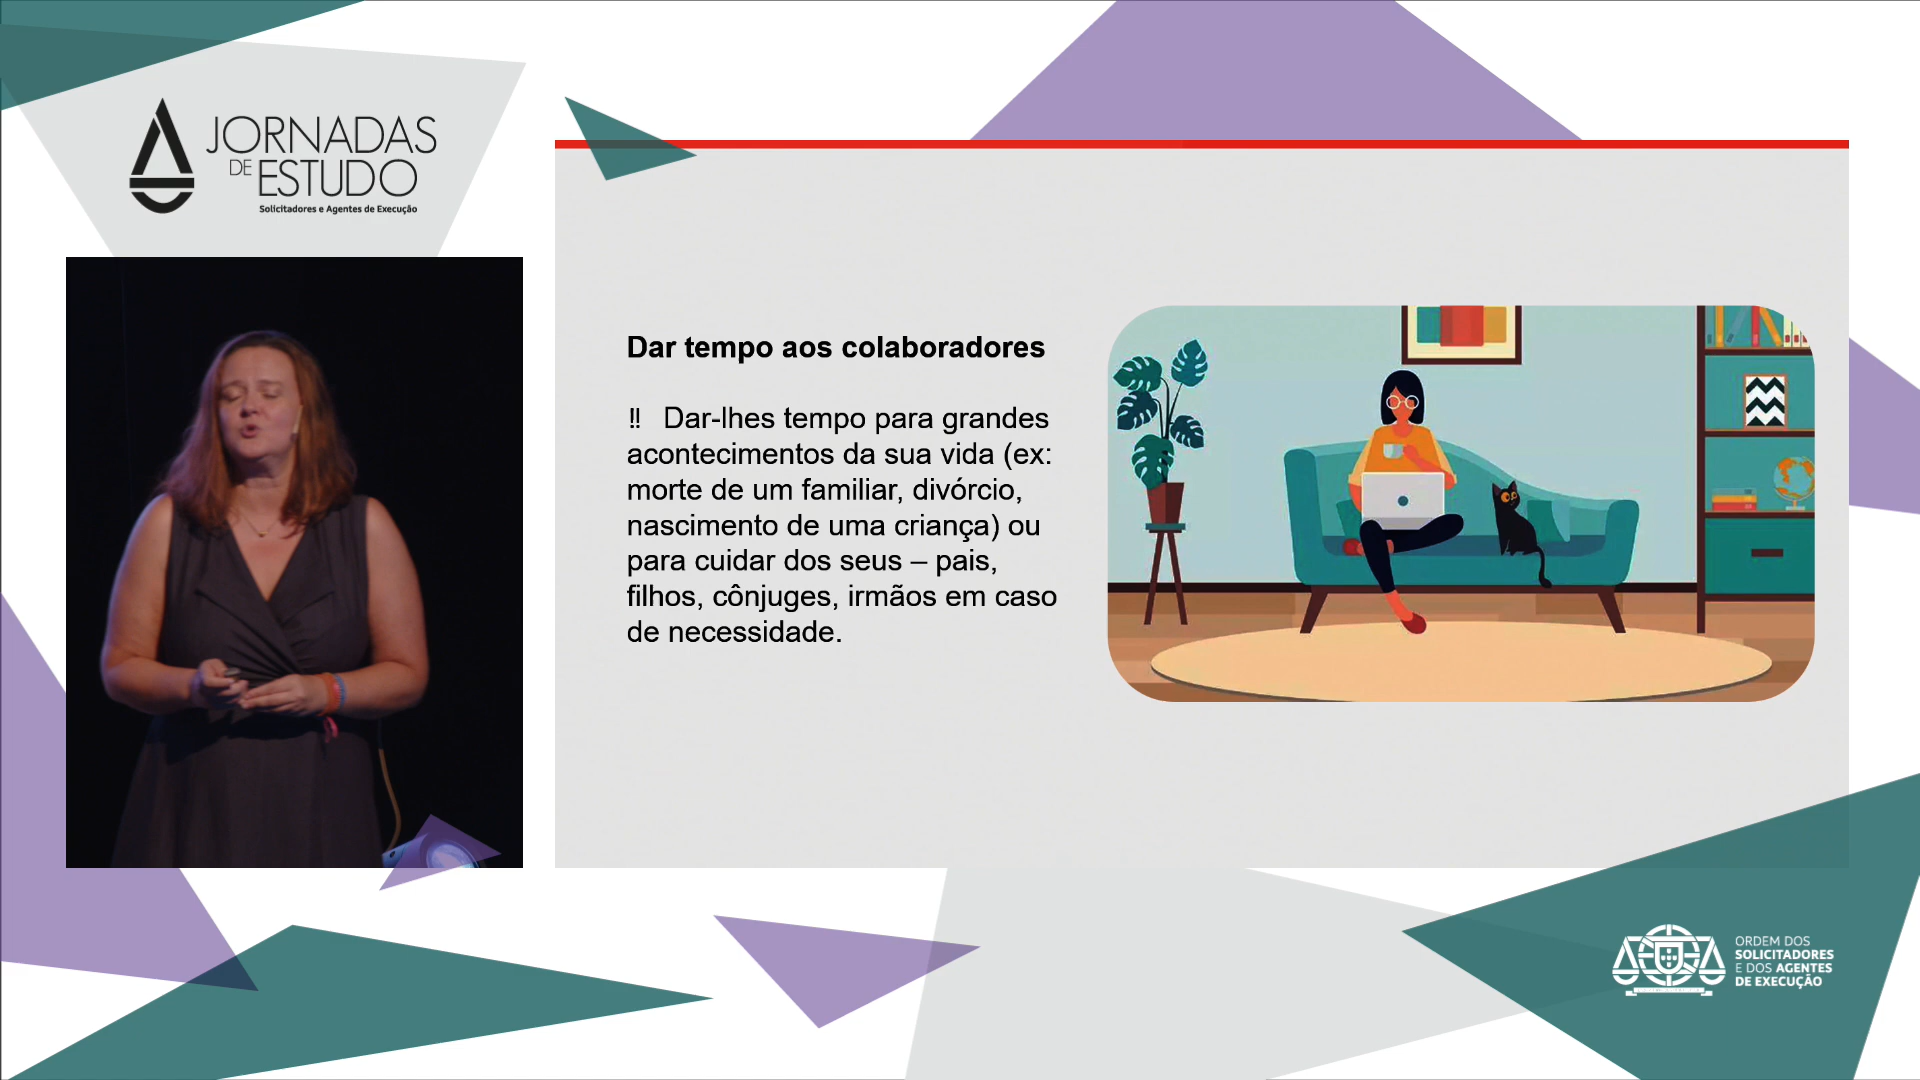 JORNADAS
DE ESTUDO
Solicitadores e Agentes de Execução
Dar tempo aos colaboradores
‼ Dar-lhes tempo para grandes
acontecimentos da sua vida (ex:
morte de um familiar, divórcio,
nascimento de uma criança) ou
para cuidar dos seus – pais,
filhos, cônjuges, irmãos em caso
de necessidade.
ORDEM DOS
SOLICITADORES
E DOS AGENTES
DE EXECUÇÃO